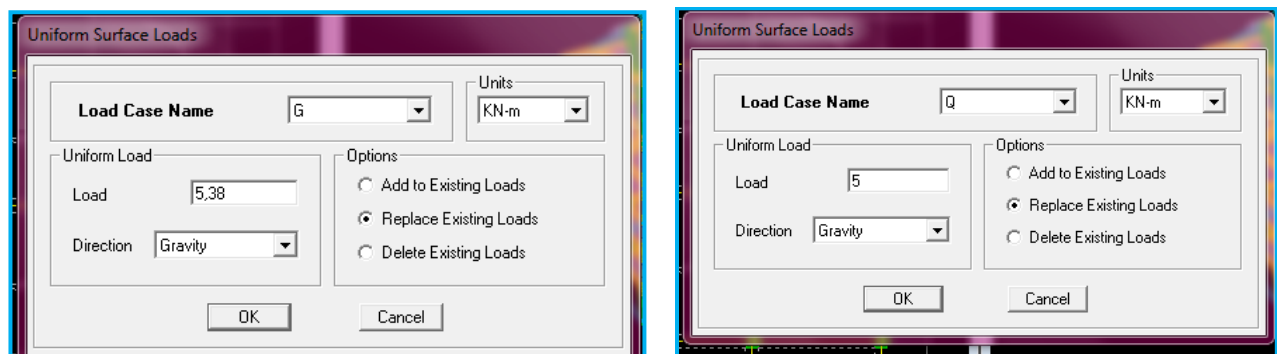 Uniform Surface Loads
Units
Load Case Name G KN-m
Uniform Load Options
Load 5,38 Add to Existing Loads
Replace Existing Loads
Direction Gravity Delete Existing Loads
OK Cancel
Uniform Surface Loads
Units
Load Case Name Q KN-m
Uniform Load Options
Load 5 Add to Existing Loads
Replace Existing Loads
Direction Gravity Delete Existing Loads
OK Cancel